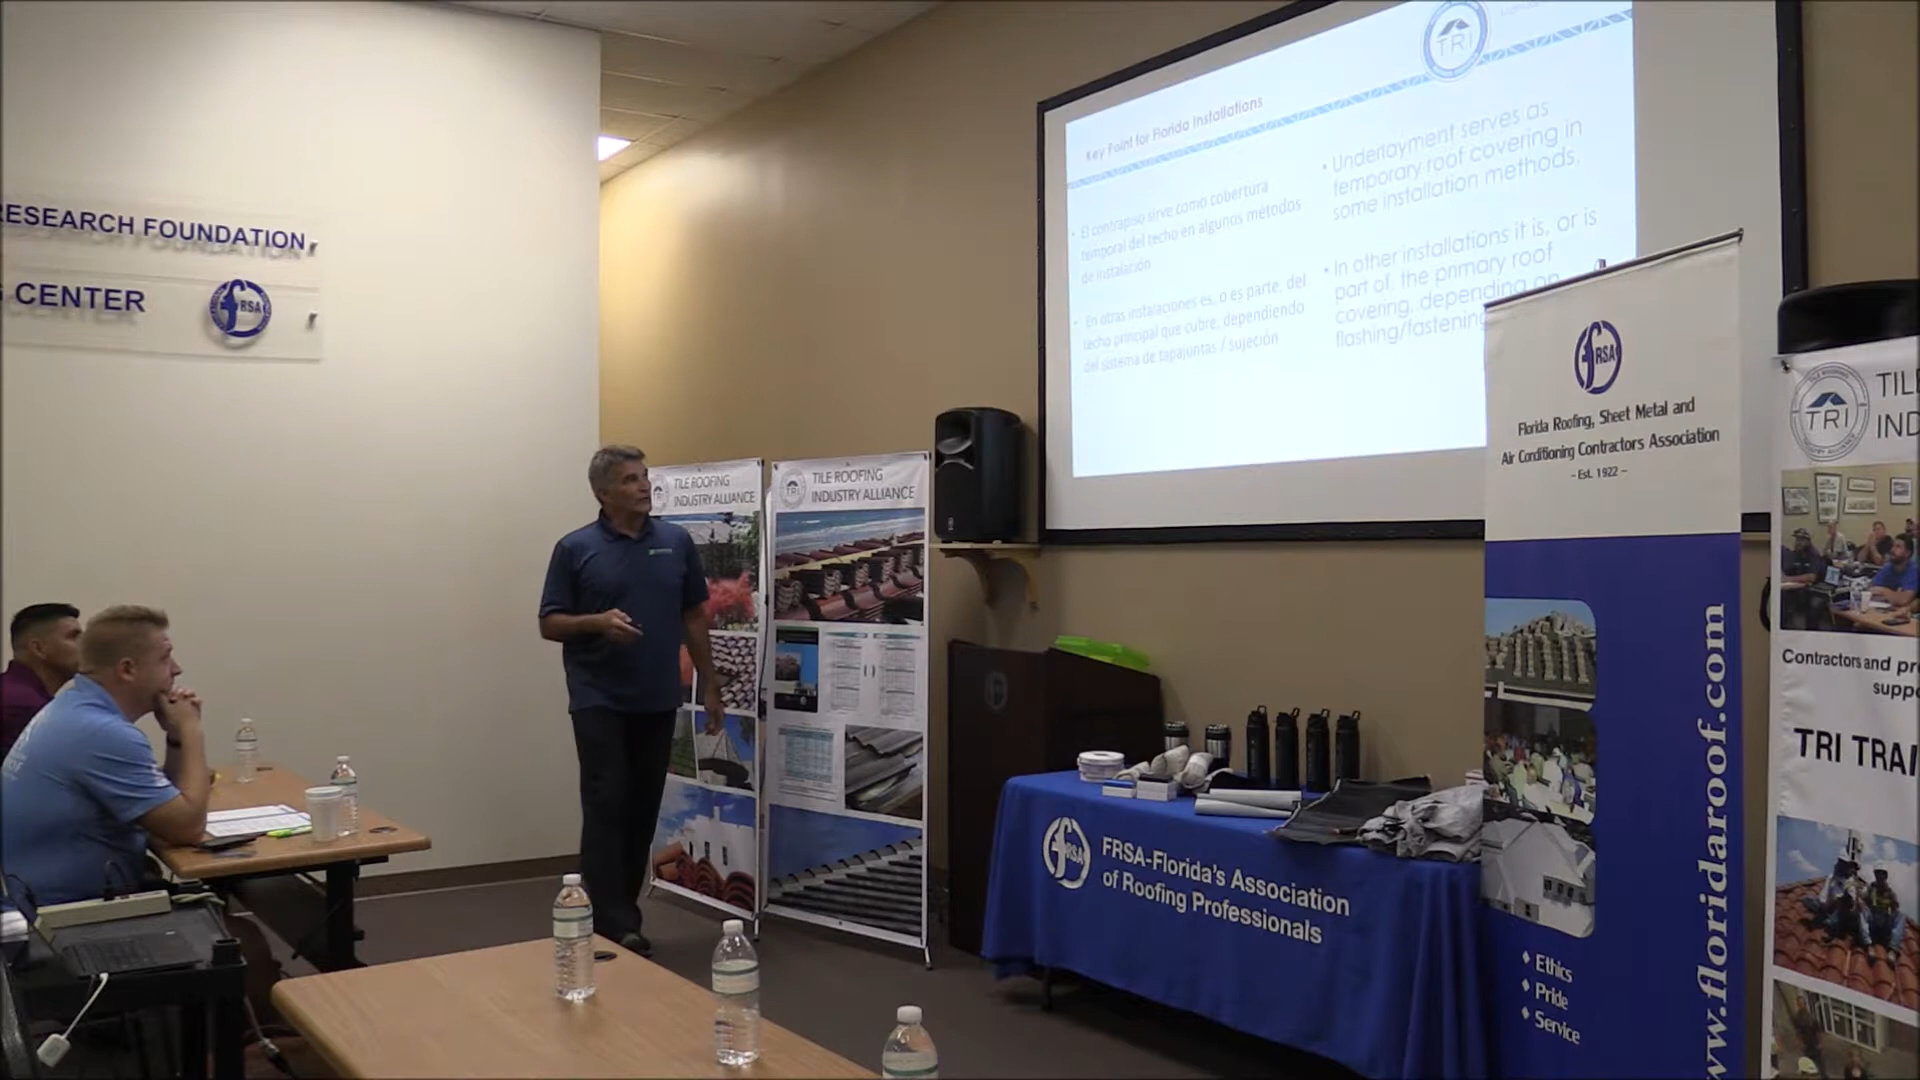 RESEARCH FOUNDATION
CENTER
FRSA
TRI
Key Point for Florida Installations
• El contrapiso sirve como cobertura
temporal del techo en algunos métodos
de instalación
• En otras instalaciones es, o es parte, del
techo principal que cubre, dependiendo
del sistema de tapajuntas / sujeción
• Underlayment serves as
temporary roof covering in
some installation methods.
• In other installations it is, or is
part of, the primary roof
covering, depending on
flashing/fastening
TRI
TILE ROOFING
INDUSTRY ALLIANCE
TRI
TILE ROOFING
INDUSTRY ALLIANCE
FRSA
FRSA-Florida's Association
of Roofing Professionals
FRSA
Florida Roofing, Sheet Metal and
Air Conditioning Contractors Association
- Est. 1922 -
♦ Ethics
♦ Pride
♦ Service
www.floridaroof.com
TRI
Contractors and
TRI